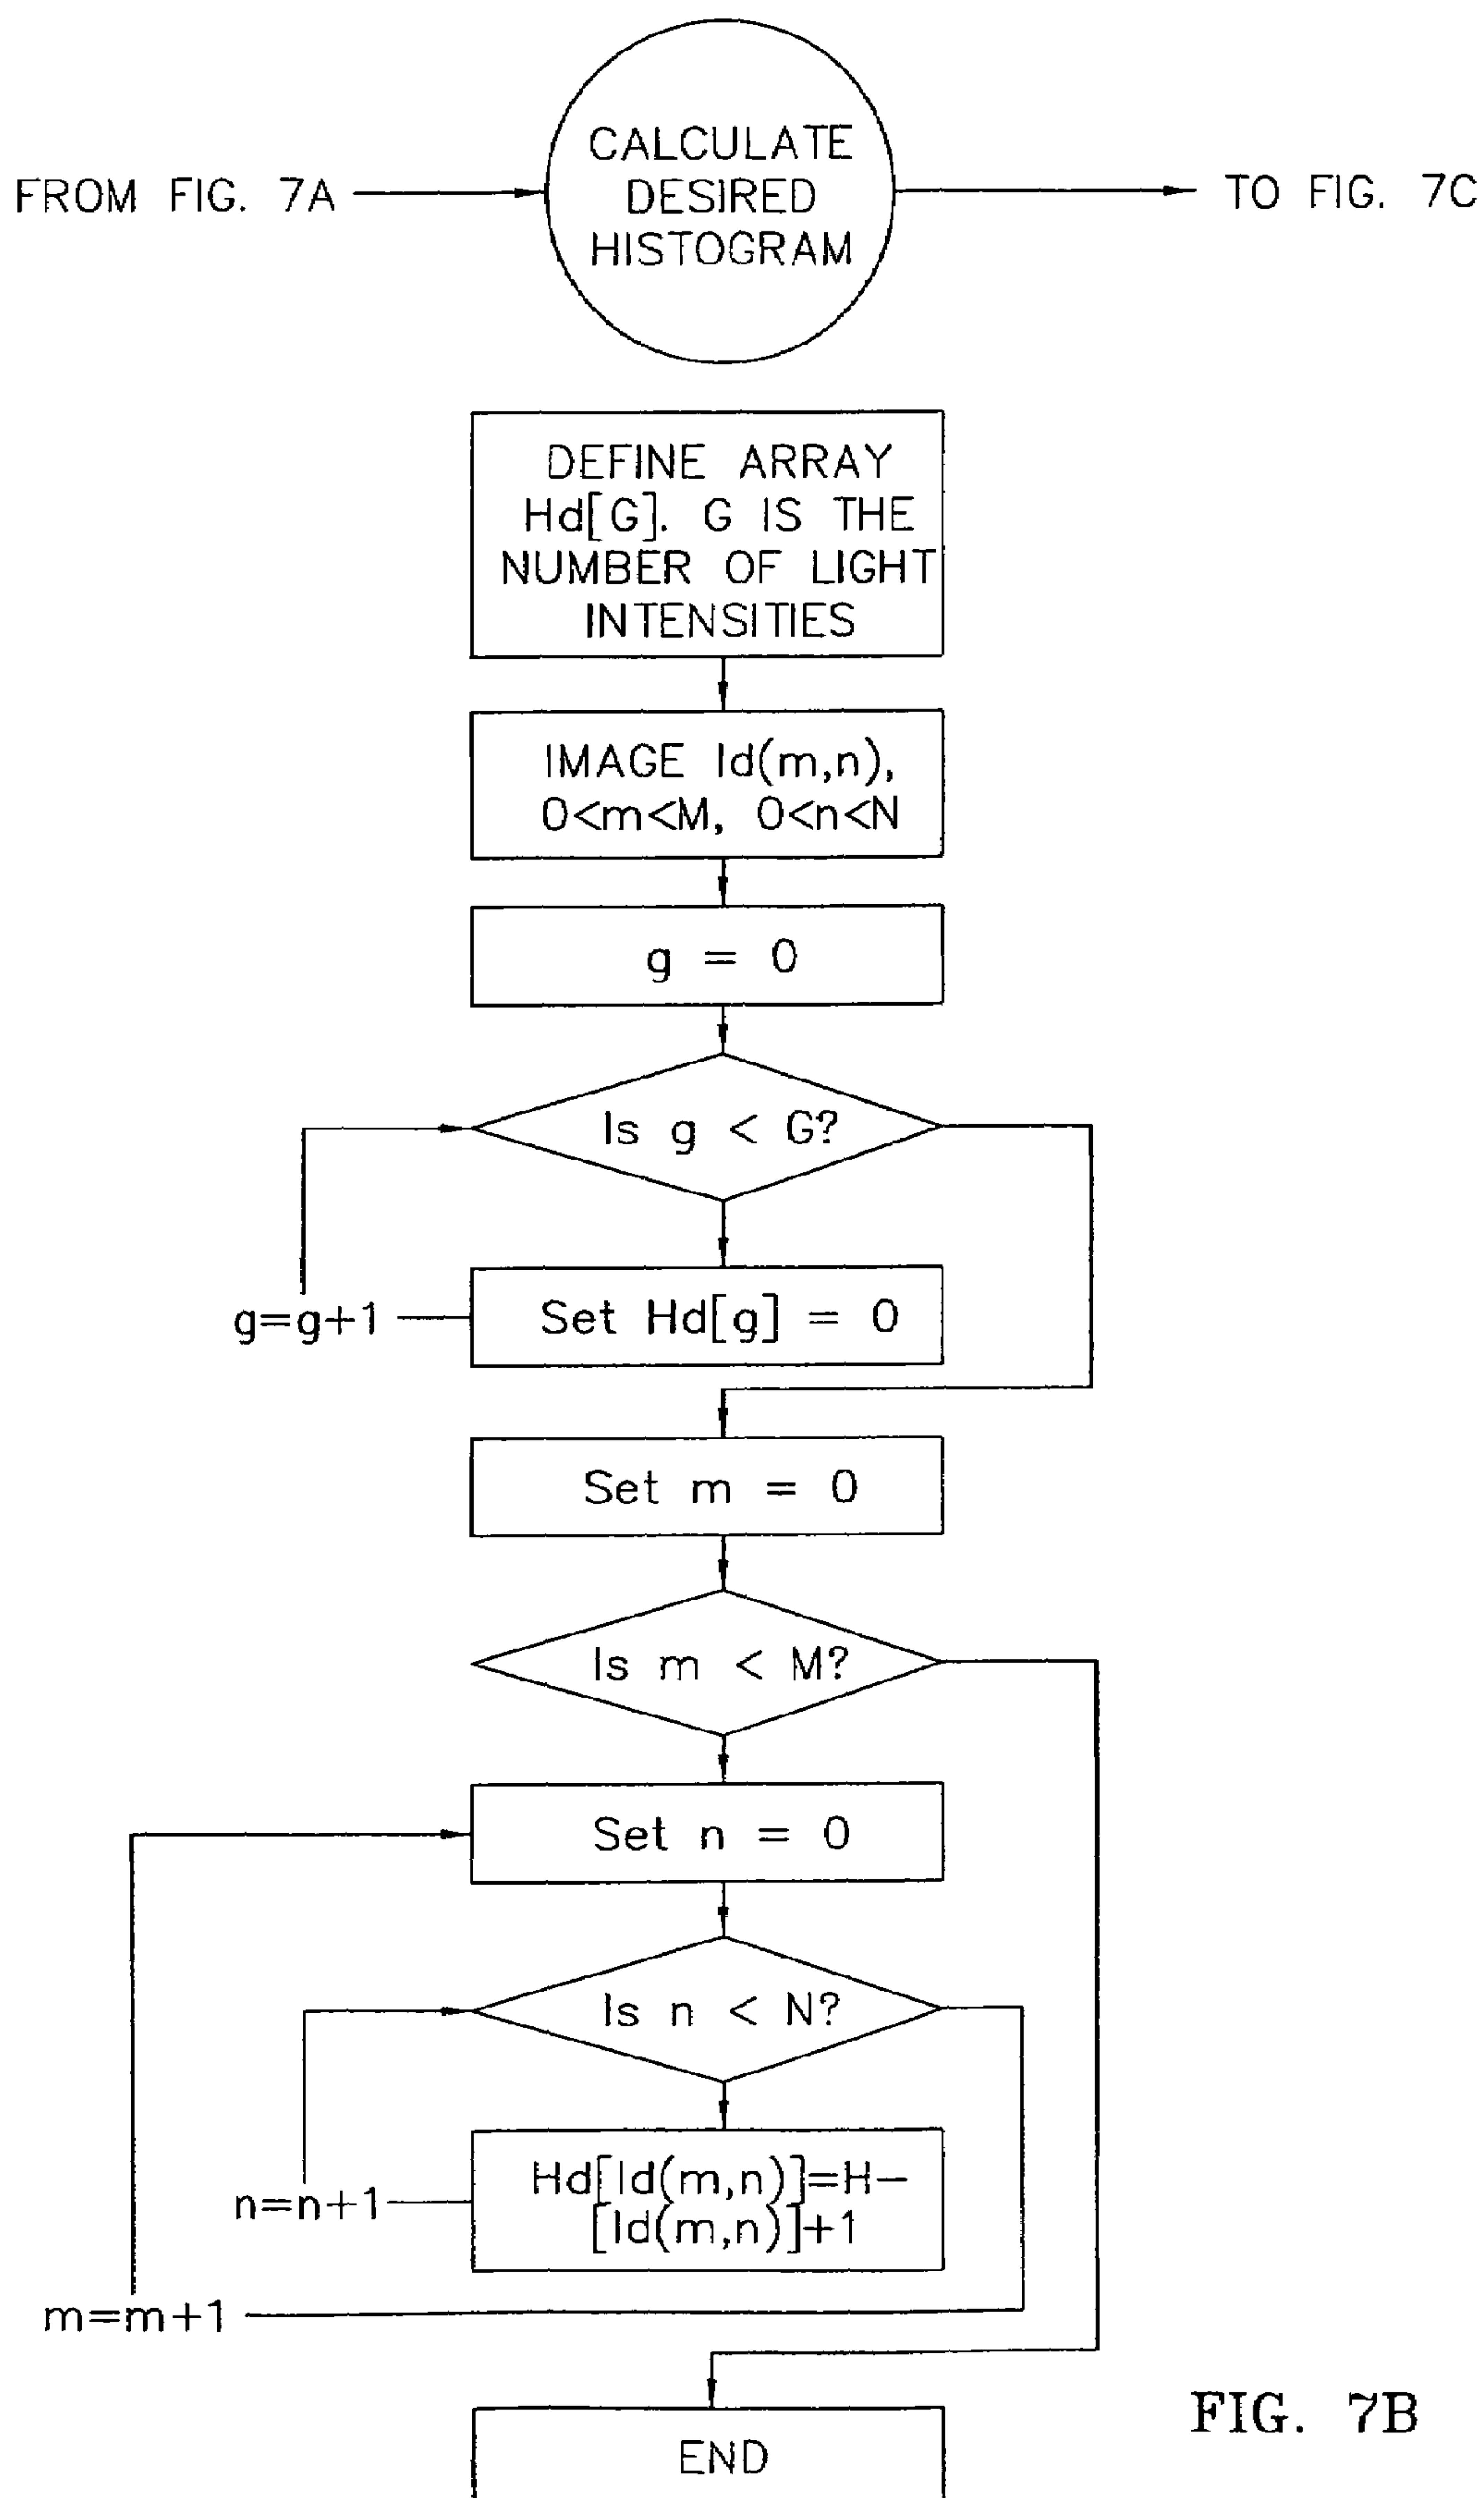 CALCULATE
DESIRED
HISTOGRAM
FROM FIG. 7A
TO FIG. 7C
DEFINE ARRAY
Hd[G]. G IS THE
NUMBER OF LIGHT
INTENSITIES
IMAGE Id(m,n),
0<m<M, 0<n<N
g = 0
Is g < G?
g=g+1
Set Hd[g] = 0
Set m = 0
Is m < M?
Set n = 0
Is n < N?
Hd[Id(m,n)]=H-
[Id(m,n)]+1
n=n+1
m=m+1
END
FIG. 7B